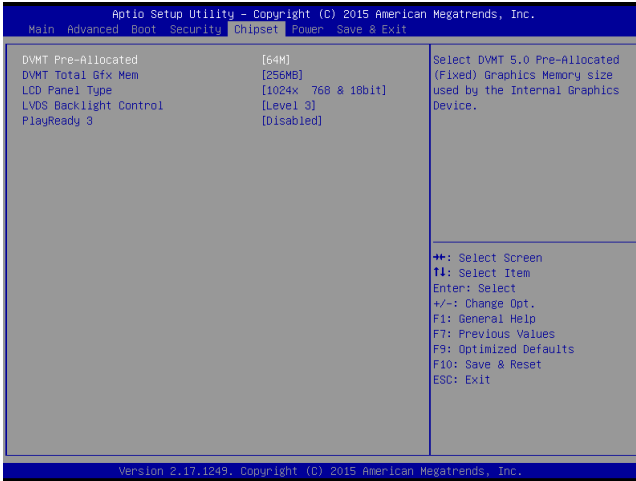 Aptio Setup Utility – Copyright (C) 2015 American Megatrends, Inc.
Main Advanced Boot Security Chipset Power Save & Exit
DVMT Pre-Allocated [64M]
DVMT Total Gfx Mem [256MB]
LCD Panel Type [1024x 768 & 18bit]
LVDS Backlight Control [Level 3]
PlayReady 3 [Disabled]
Select DVMT 5.0 Pre-Allocated
(Fixed) Graphics Memory size
used by the Internal Graphics
Device.
→←: Select Screen
↑↓: Select Item
Enter: Select
+/-: Change Opt.
F1: General Help
F7: Previous Values
F9: Optimized Defaults
F10: Save & Reset
ESC: Exit
Version 2.17.1249. Copyright (C) 2015 American Megatrends, Inc.